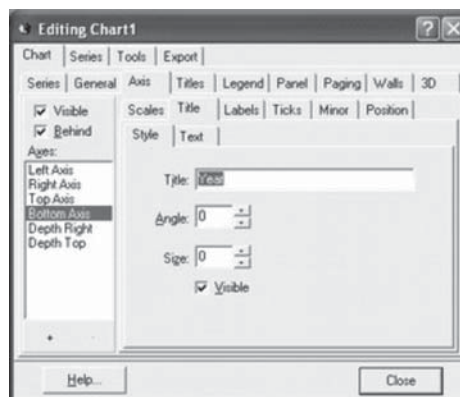 Editing Chart1
Chart Series Tools Export
Series General Axis Titles Legend Panel Paging Walls 3D
Visible
Behind
Axes:
Left Axis
Right Axis
Top Axis
Bottom Axis
Depth Right
Depth Top
+ -
Scales Title Labels Ticks Minor Position
Style Text
Title: Year
Angle: 0
Size: 0
Visible
Help... Close